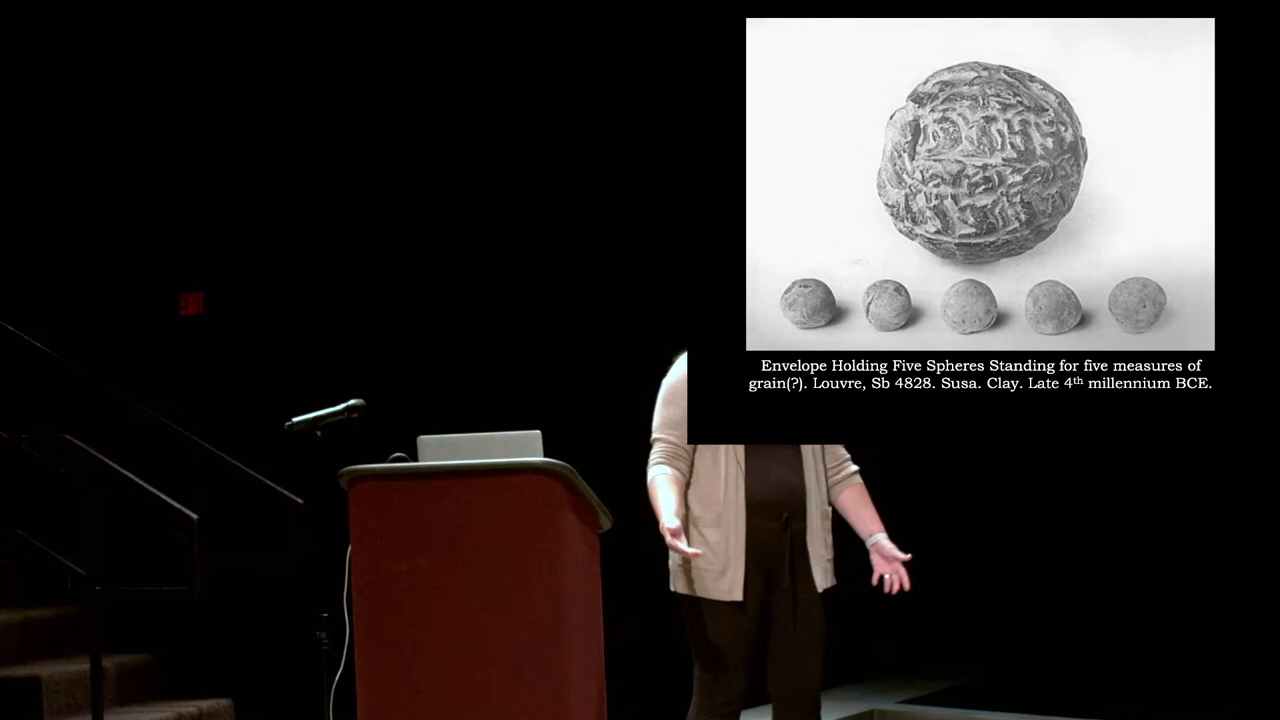 EXIT
Envelope Holding Five Spheres Standing for five measures of
grain(?). Louvre, Sb 4828. Susa. Clay. Late 4th millennium BCE.